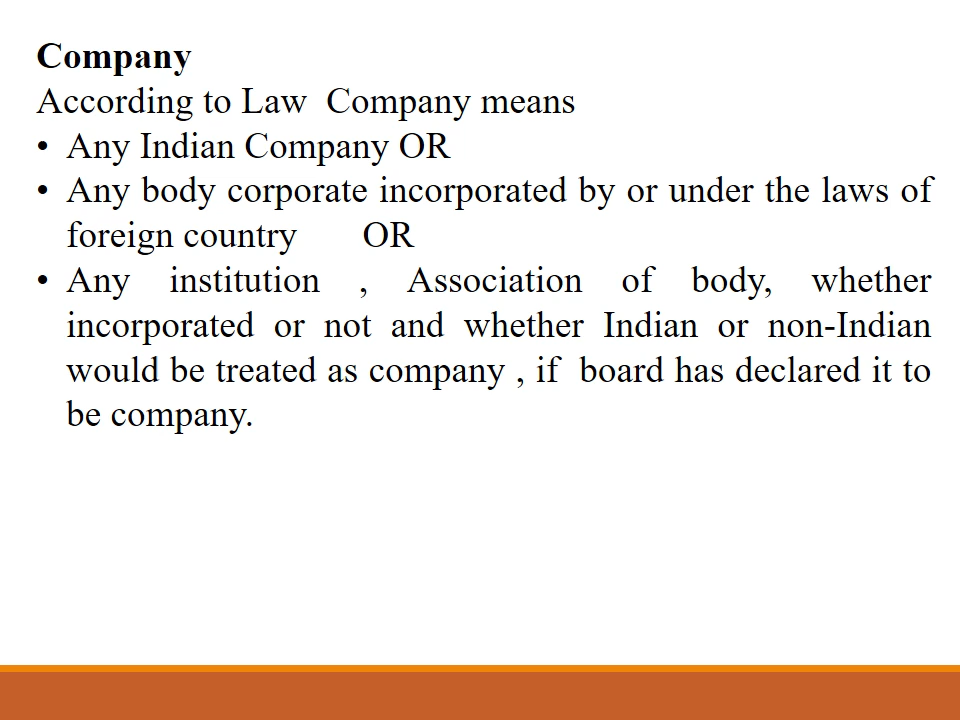 Company
According to Law  Company means
• Any Indian Company OR
• Any body corporate incorporated by or under the laws of
foreign country      OR
• Any institution , Association of body, whether
incorporated or not and whether Indian or non-Indian
would be treated as company , if  board has declared it to
be company.